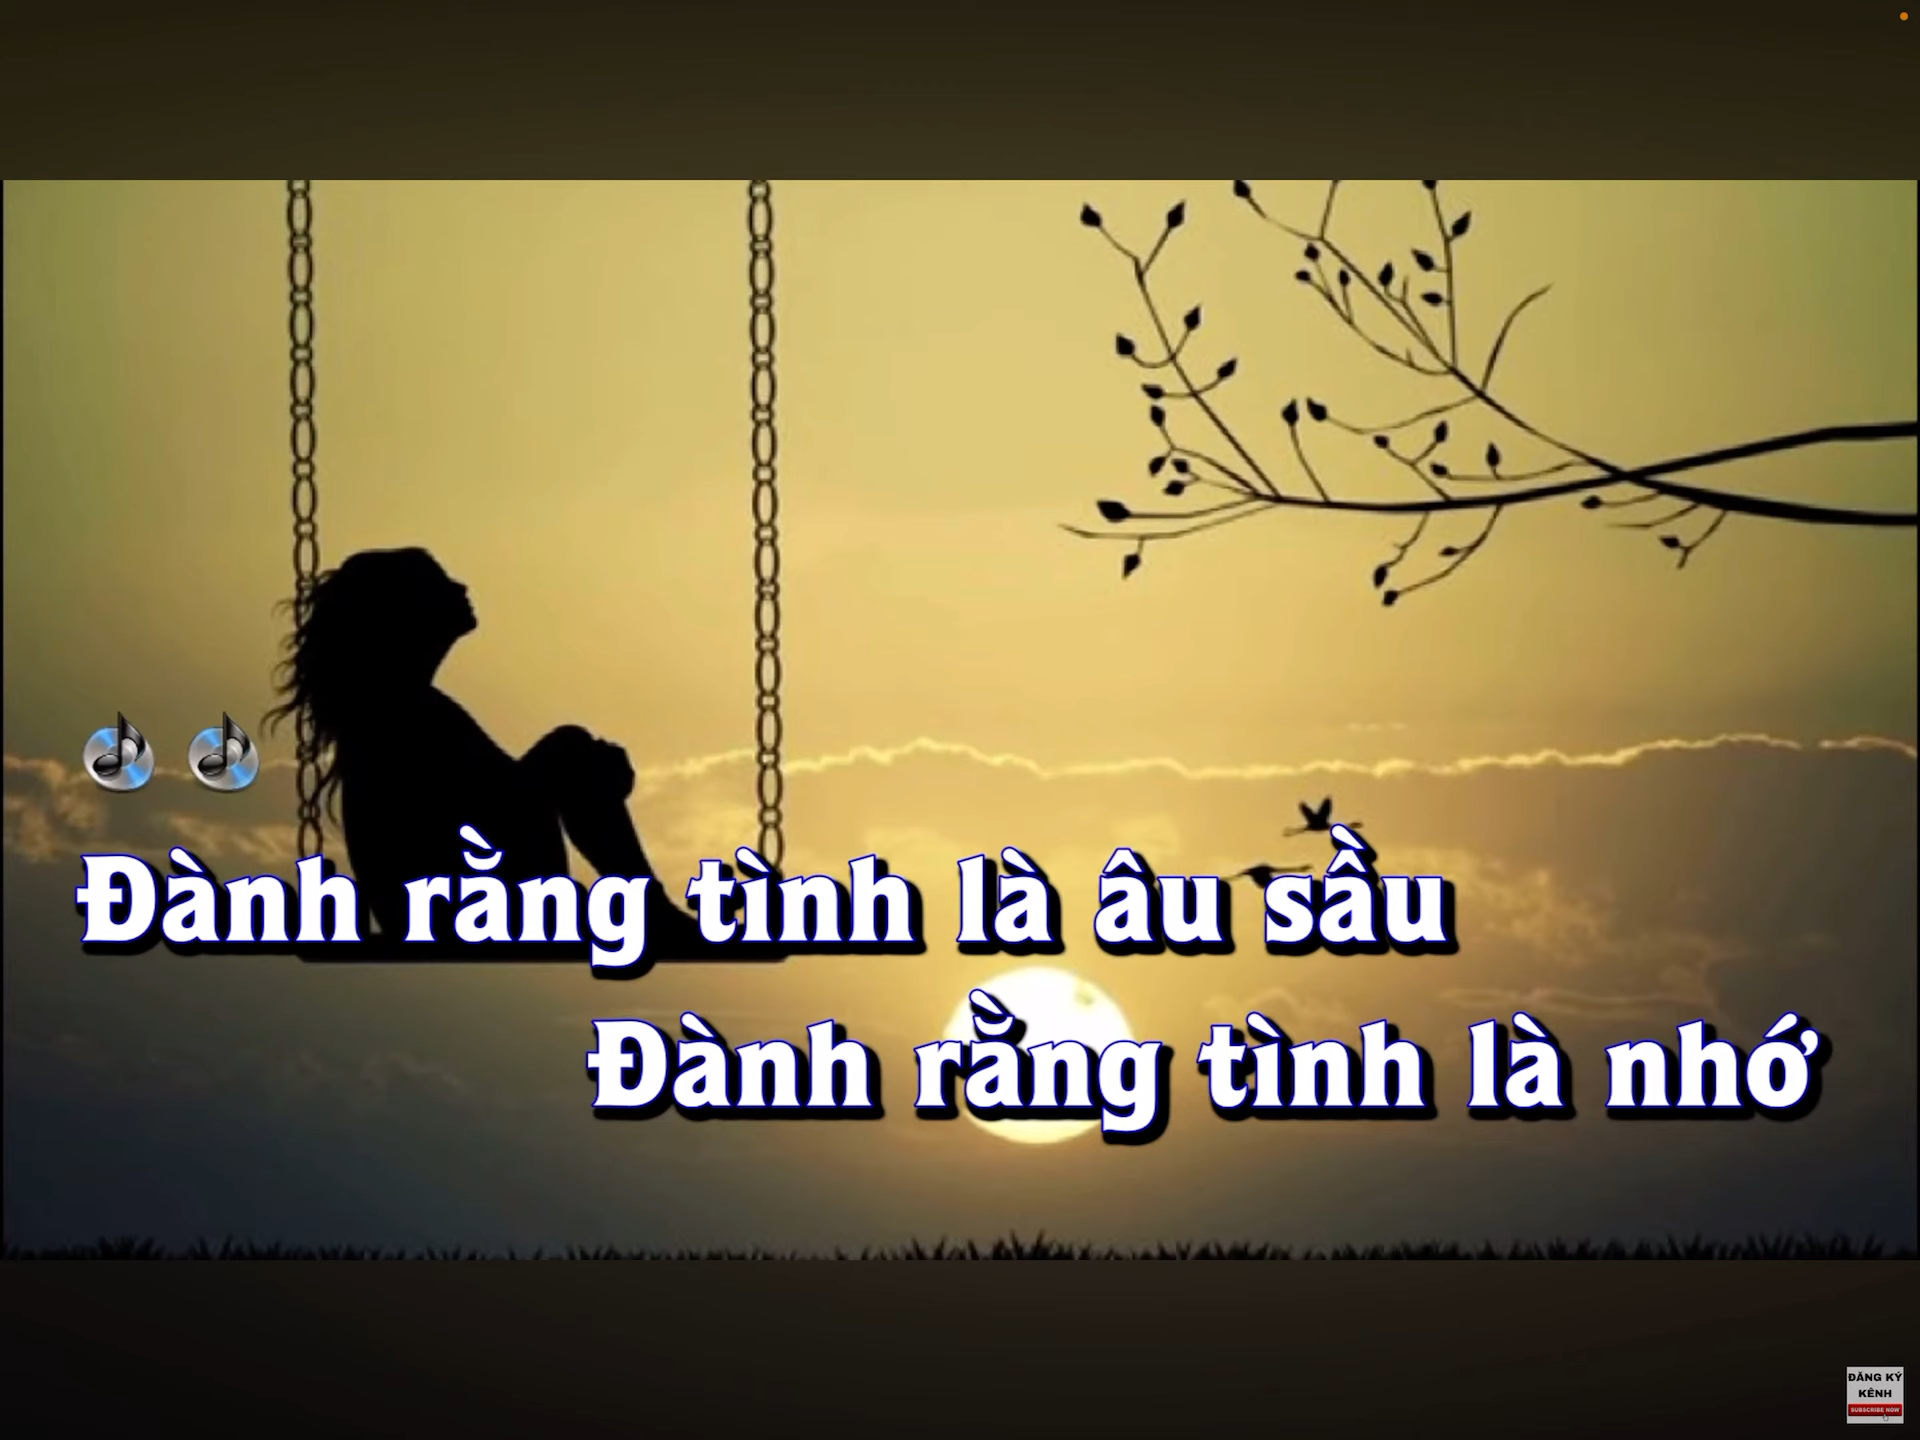 Đành rằng tình là âu sầu
Đành rằng tình là nhớ
ĐĂNG KÝ
KÊNH
SUBSCRIBE NOW